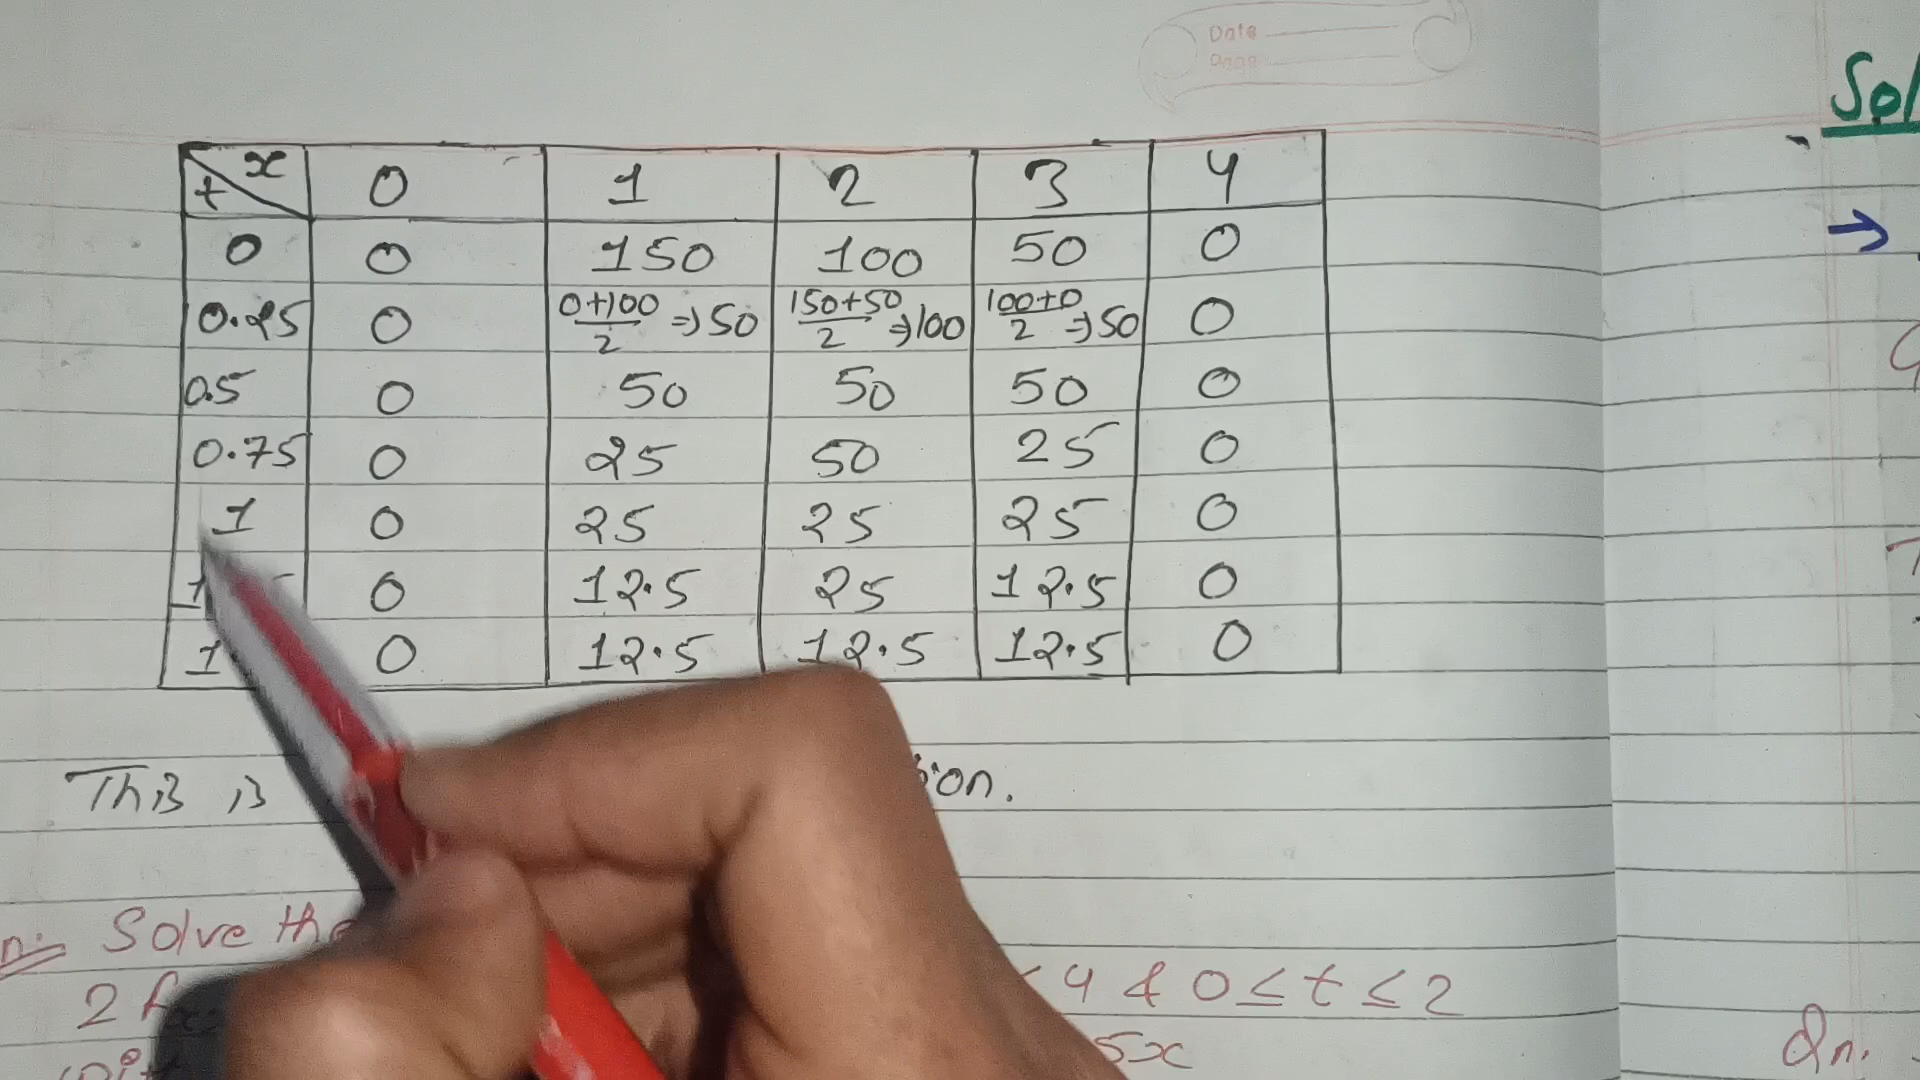 Date
Page
Sol
x 0 1 2 3 4
t
0 0 150 100 50 0
0.25 0 0+100/2 ⇒ 50 150+50/2 ⇒ 100 100+0/2 ⇒ 50 0
0.5 0 50 50 50 0
0.75 0 25 50 25 0
1 0 25 25 25 0
0 12.5 25 12.5 0
0 12.5 12.5 12.5 0
This is
Solve the
4 & 0 ≤ t ≤ 2
5x
Qn.